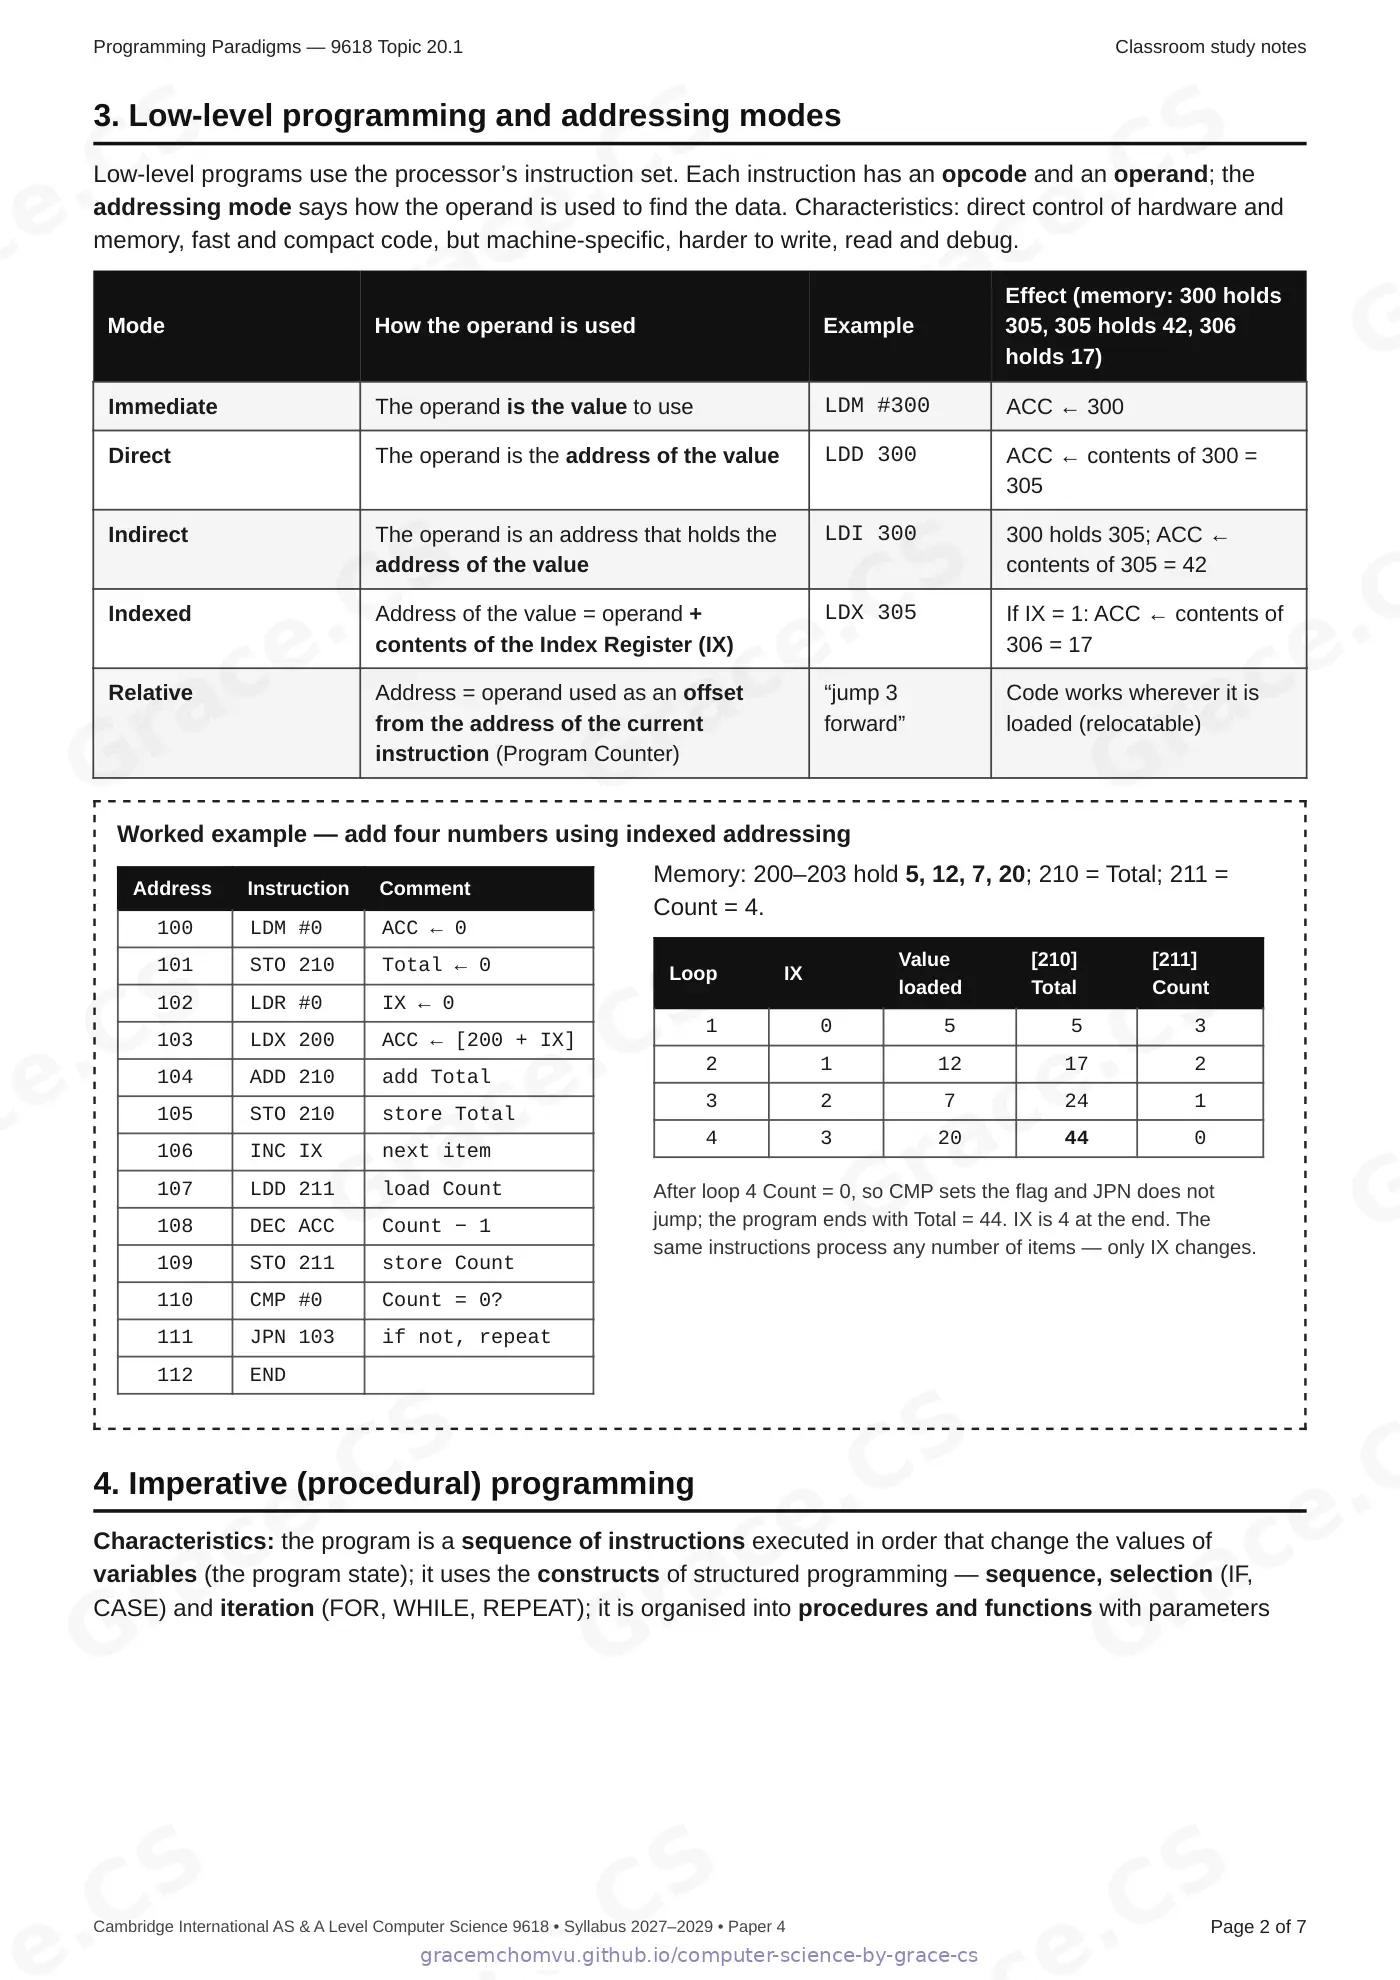 Programming Paradigms — 9618 Topic 20.1 Classroom study notes
3. Low-level programming and addressing modes
Low-level programs use the processor’s instruction set. Each instruction has an opcode and an operand; the
addressing mode says how the operand is used to find the data. Characteristics: direct control of hardware and
memory, fast and compact code, but machine-specific, harder to write, read and debug.
Mode How the operand is used Example Effect (memory: 300 holds
305, 305 holds 42, 306
holds 17)
Immediate The operand is the value to use LDM #300 ACC ← 300
Direct The operand is the address of the value LDD 300 ACC ← contents of 300 =
305
Indirect The operand is an address that holds the LDI 300 300 holds 305; ACC ←
address of the value contents of 305 = 42
Indexed Address of the value = operand + LDX 305 If IX = 1: ACC ← contents of
contents of the Index Register (IX) 306 = 17
Relative Address = operand used as an offset “jump 3 Code works wherever it is
from the address of the current forward” loaded (relocatable)
instruction (Program Counter)
Worked example — add four numbers using indexed addressing
Address Instruction Comment
100 LDM #0 ACC ← 0
101 STO 210 Total ← 0
102 LDR #0 IX ← 0
103 LDX 200 ACC ← [200 + IX]
104 ADD 210 add Total
105 STO 210 store Total
106 INC IX next item
107 LDD 211 load Count
108 DEC ACC Count − 1
109 STO 211 store Count
110 CMP #0 Count = 0?
111 JPN 103 if not, repeat
112 END
Memory: 200–203 hold 5, 12, 7, 20; 210 = Total; 211 =
Count = 4.
Loop IX Value loaded [210] Total [211] Count
1 0 5 5 3
2 1 12 17 2
3 2 7 24 1
4 3 20 44 0
After loop 4 Count = 0, so CMP sets the flag and JPN does not
jump; the program ends with Total = 44. IX is 4 at the end. The
same instructions process any number of items — only IX changes.
4. Imperative (procedural) programming
Characteristics: the program is a sequence of instructions executed in order that change the values of
variables (the program state); it uses the constructs of structured programming — sequence, selection (IF,
CASE) and iteration (FOR, WHILE, REPEAT); it is organised into procedures and functions with parameters
Cambridge International AS & A Level Computer Science 9618 • Syllabus 2027–2029 • Paper 4 Page 2 of 7
gracemchomvu.github.io/computer-science-by-grace-cs